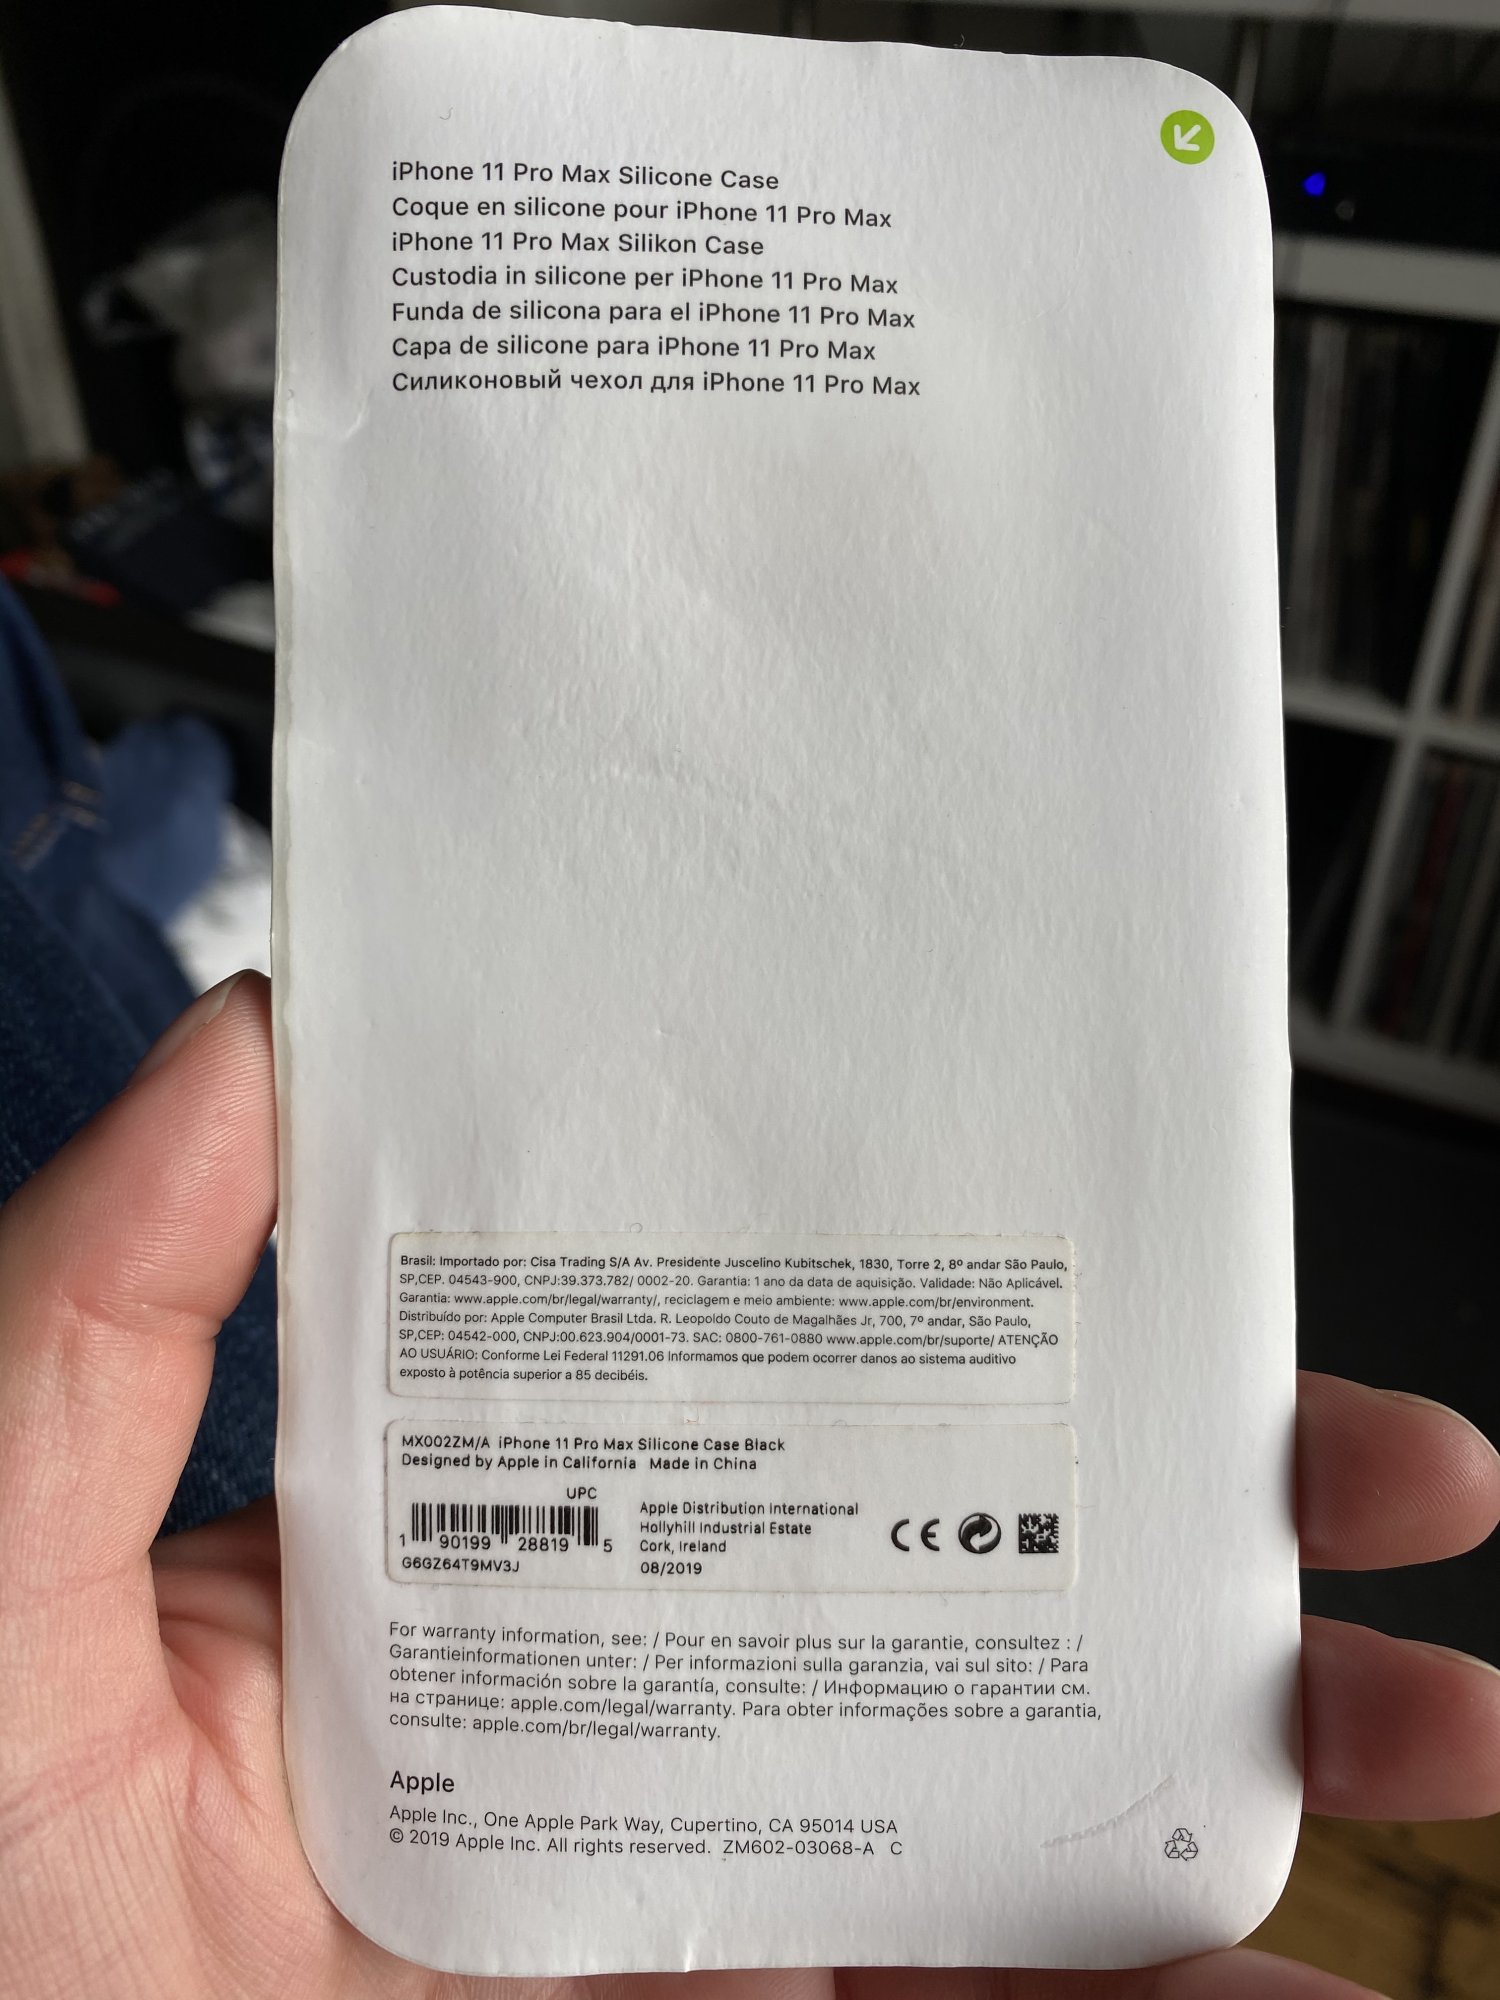 iPhone 11 Pro Max Silicone Case
Coque en silicone pour iPhone 11 Pro Max
iPhone 11 Pro Max Silikon Case
Custodia in silicone per iPhone 11 Pro Max
Funda de silicona para el iPhone 11 Pro Max
Capa de silicone para iPhone 11 Pro Max
Силиконовый чехол для iPhone 11 Pro Max
Brasil: Importado por: Cisa Trading S/A Av. Presidente Juscelino Kubitschek, 1830, Torre 2, 8º andar São Paulo,
SP,CEP. 04543-900, CNPJ:39.373.782/ 0002-20. Garantia: 1 ano da data de aquisição. Validade: Não Aplicável.
Garantia: www.apple.com/br/legal/warranty/, reciclagem e meio ambiente: www.apple.com/br/environment.
Distribuído por: Apple Computer Brasil Ltda. R. Leopoldo Couto de Magalhães Jr, 700, 7º andar, São Paulo,
SP,CEP: 04542-000, CNPJ:00.623.904/0001-73. SAC: 0800-761-0880 www.apple.com/br/suporte/ ATENÇÃO
AO USUÁRIO: Conforme Lei Federal 11291.06 Informamos que podem ocorrer danos ao sistema auditivo
exposto à potência superior a 85 decibéis.
MX002ZM/A iPhone 11 Pro Max Silicone Case Black
Designed by Apple in California Made in China
UPC
1 90199 28819 5
G6GZ64T9MV3J
Apple Distribution International
Hollyhill Industrial Estate
Cork, Ireland
08/2019
CE
For warranty information, see: / Pour en savoir plus sur la garantie, consultez : /
Garantieinformationen unter: / Per informazioni sulla garanzia, vai sul sito: / Para
obtener información sobre la garantía, consulte: / Информацию о гарантии см.
на странице: apple.com/legal/warranty. Para obter informações sobre a garantia,
consulte: apple.com/br/legal/warranty.
Apple
Apple Inc., One Apple Park Way, Cupertino, CA 95014 USA
© 2019 Apple Inc. All rights reserved. ZM602-03068-A C